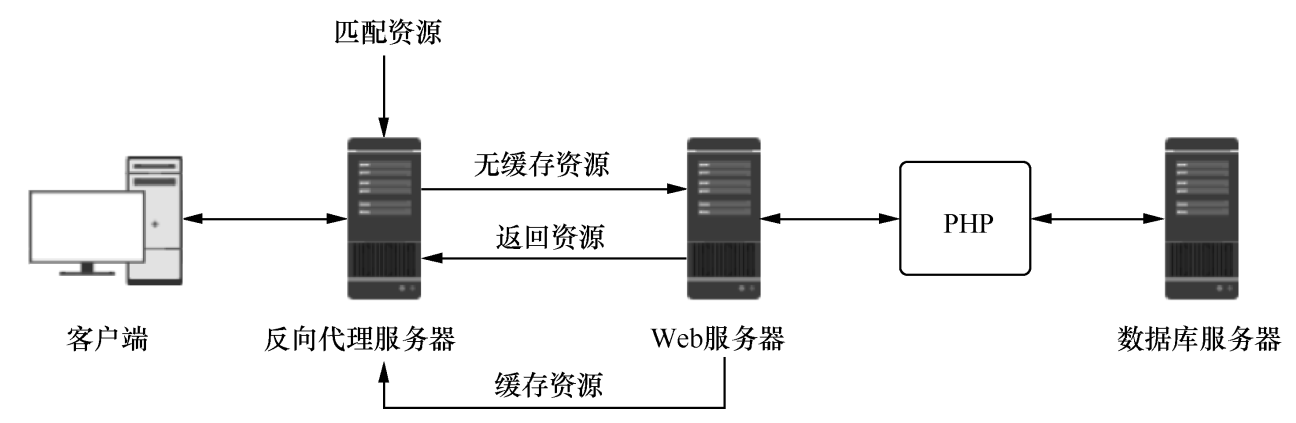 匹配资源
无缓存资源
返回资源
PHP
客户端
反向代理服务器
Web服务器
数据库服务器
缓存资源